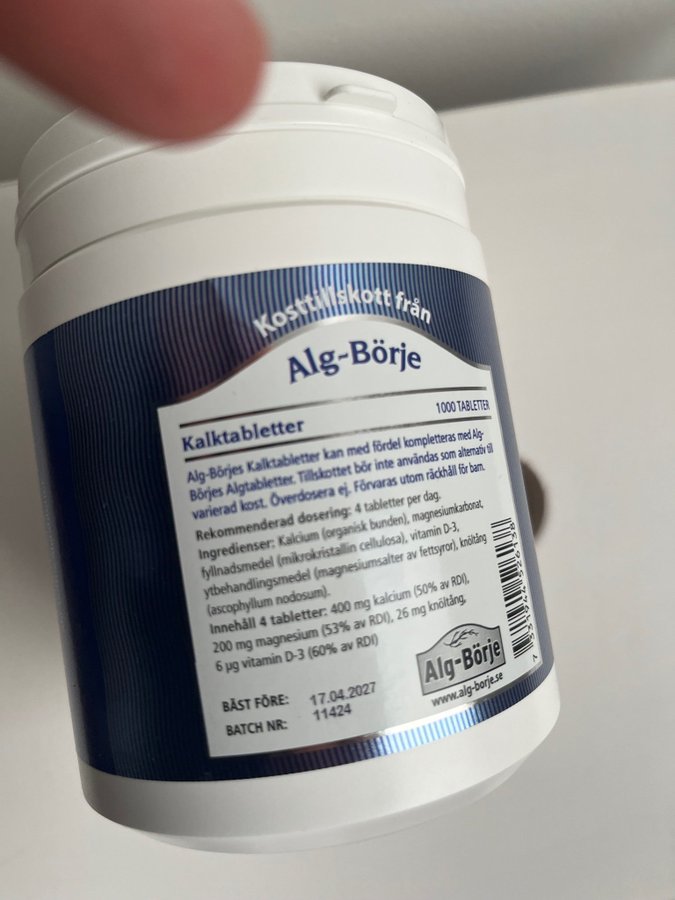 Kosttillskott från
Alg-Börje
1000 TABLETTER
Kalktabletter
Alg-Börjes Kalktabletter kan med fördel kompletteras med Alg-
Börjes Algtabletter. Tillskottet bör inte användas som alternativ till
varierad kost. Överdosera ej. Förvaras utom räckhåll för barn.
Rekommenderad dosering: 4 tabletter per dag.
Ingredienser: Kalcium (organisk bunden), magnesiumkarbonat,
fyllnadsmedel (mikrokristallin cellulosa), vitamin D-3,
ytbehandlingsmedel (magnesiumsalter av fettsyror), knöltång
(ascophyllum nodosum).
Innehåll 4 tabletter: 400 mg kalcium (50% av RDI),
200 mg magnesium (53% av RDI), 26 mg knöltång,
6 µg vitamin D-3 (60% av RDI)
BÄST FÖRE: 17.04.2027
BATCH NR: 11424
Alg-Börje
www.alg-borje.se